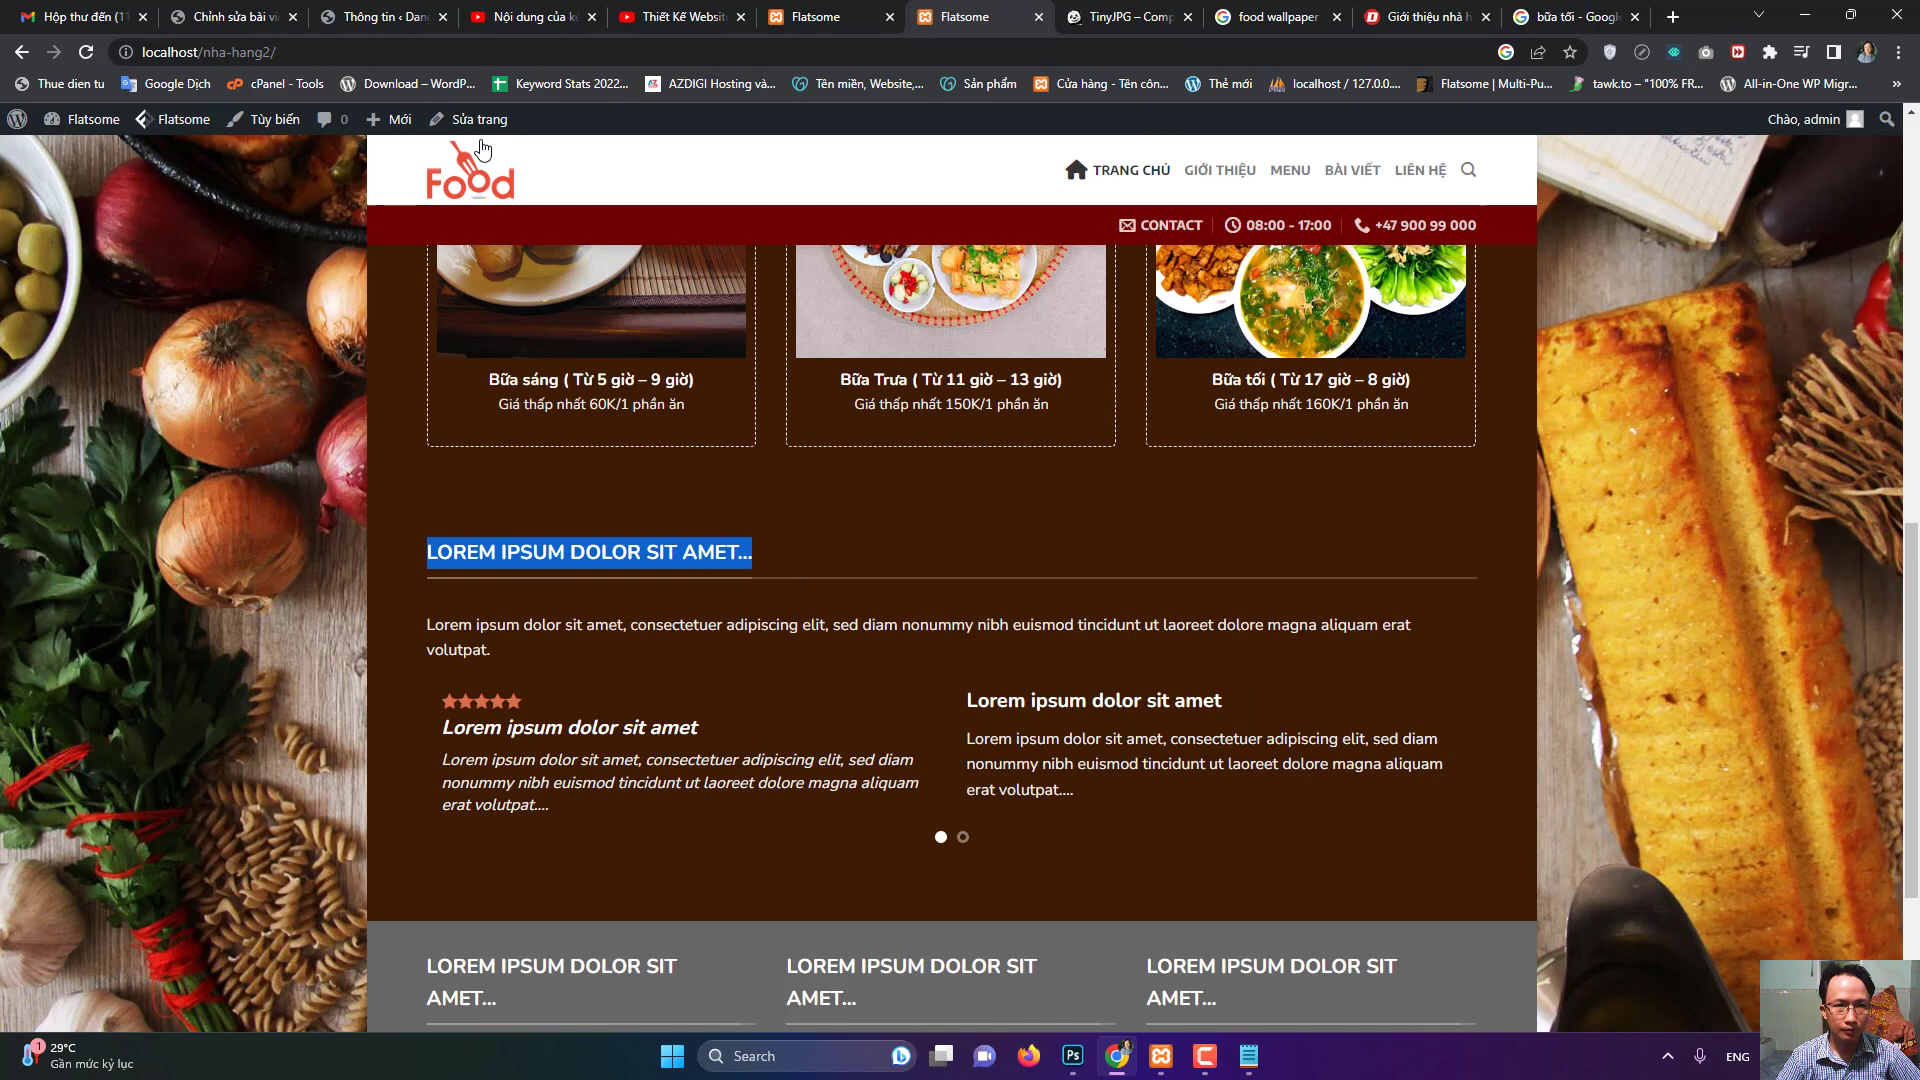 Hộp thư đến (11
Chỉnh sửa bài vi
Thông tin ‹ Dan
Nội dung của k
Thiết Kế Websit
Flatsome
Flatsome
TinyJPG – Comp
food wallpaper
Giới thiệu nhà h
bữa tối - Google
localhost/nha-hang2/
Thue dien tu
Google Dịch
cPanel - Tools
Download – WordP...
Keyword Stats 2022...
AZDIGI Hosting và...
Tên miền, Website,...
Sản phẩm
Cửa hàng - Tên côn...
Thẻ mới
localhost / 127.0.0....
Flatsome | Multi-Pu...
tawk.to – "100% FR...
All-in-One WP Migr...
»
Flatsome
Flatsome
Tùy biến
0
Mới
Sửa trang
Chào, admin
Food
TRANG CHỦ
GIỚI THIỆU
MENU
BÀI VIẾT
LIÊN HỆ
CONTACT
08:00 - 17:00
+47 900 99 000
Bữa sáng ( Từ 5 giờ – 9 giờ)
Giá thấp nhất 60K/1 phần ăn
Bữa Trưa ( Từ 11 giờ – 13 giờ)
Giá thấp nhất 150K/1 phần ăn
Bữa tối ( Từ 17 giờ – 8 giờ)
Giá thấp nhất 160K/1 phần ăn
LOREM IPSUM DOLOR SIT AMET...
Lorem ipsum dolor sit amet, consectetuer adipiscing elit, sed diam nonummy nibh euismod tincidunt ut laoreet dolore magna aliquam erat
volutpat.
Lorem ipsum dolor sit amet
Lorem ipsum dolor sit amet, consectetuer adipiscing elit, sed diam
nonummy nibh euismod tincidunt ut laoreet dolore magna aliquam
erat volutpat....
Lorem ipsum dolor sit amet
Lorem ipsum dolor sit amet, consectetuer adipiscing elit, sed diam
nonummy nibh euismod tincidunt ut laoreet dolore magna aliquam
erat volutpat....
LOREM IPSUM DOLOR SIT
AMET...
LOREM IPSUM DOLOR SIT
AMET...
LOREM IPSUM DOLOR SIT
AMET...
1
29°C
Gần mức kỷ lục
Search
Ps
ENG